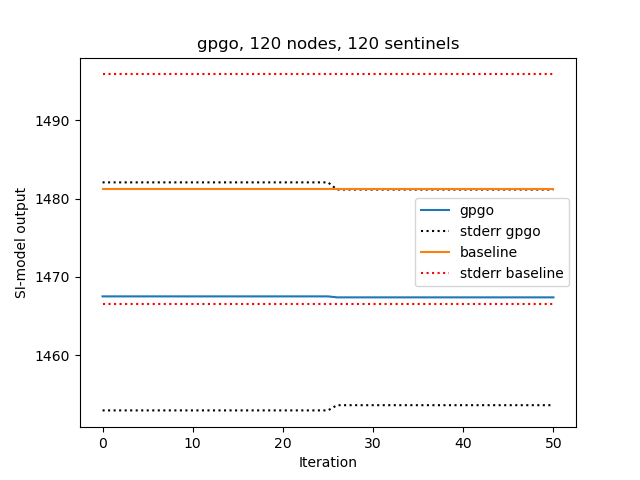 gpgo, 120 nodes, 120 sentinels
SI-model output
1490
1480
1470
1460
gpgo
stderr gpgo
baseline
stderr baseline
0 10 20 30 40 50
Iteration